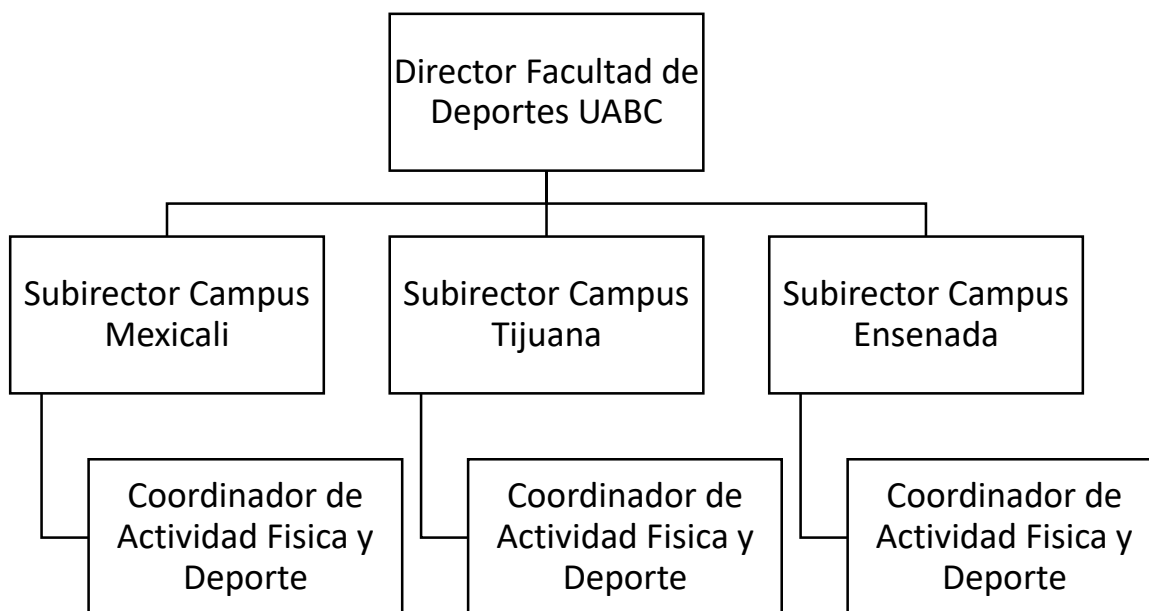 Director Facultad de
Deportes UABC
Subirector Campus
Mexicali
Subirector Campus
Tijuana
Subirector Campus
Ensenada
Coordinador de
Actividad Fisica y
Deporte
Coordinador de
Actividad Fisica y
Deporte
Coordinador de
Actividad Fisica y
Deporte